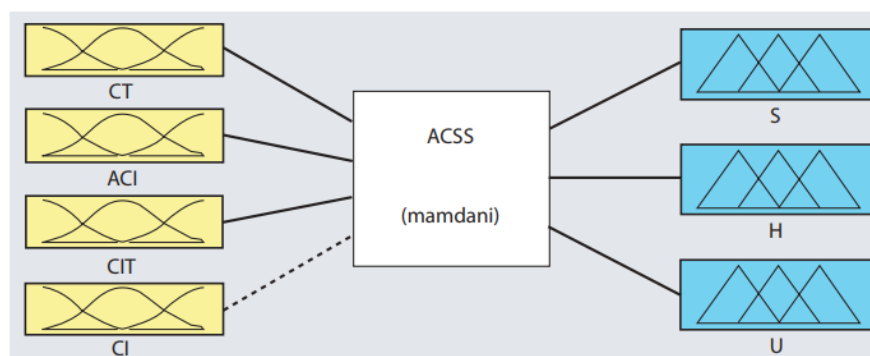 CT
ACI
CIT
CI
ACSS
(mamdani)
S
H
U